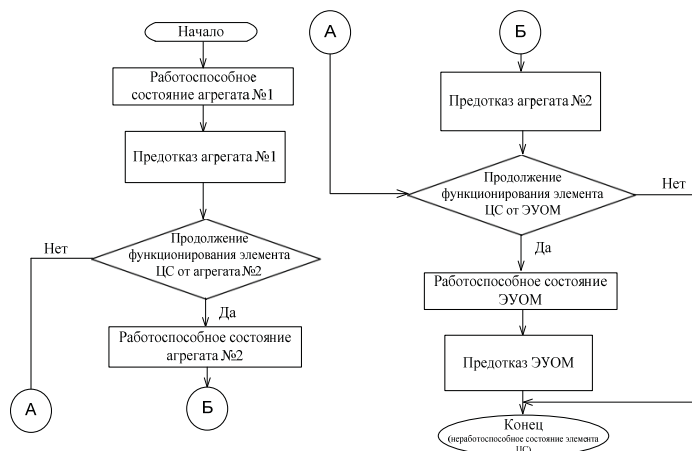 Начало
Работоспособное
состояние агрегата №1
Предотказ агрегата №1
Продолжение
функционирования элемента
ЦС от агрегата №2
Нет
Да
Работоспособное состояние
агрегата №2
А
Б
А
Б
Предотказ агрегата №2
Продолжение
функционирования элемента
ЦС от ЭУОМ
Нет
Да
Работоспособное состояние
ЭУОМ
Предотказ ЭУОМ
Конец
(неработоспособное состояние элемента
ЦС)